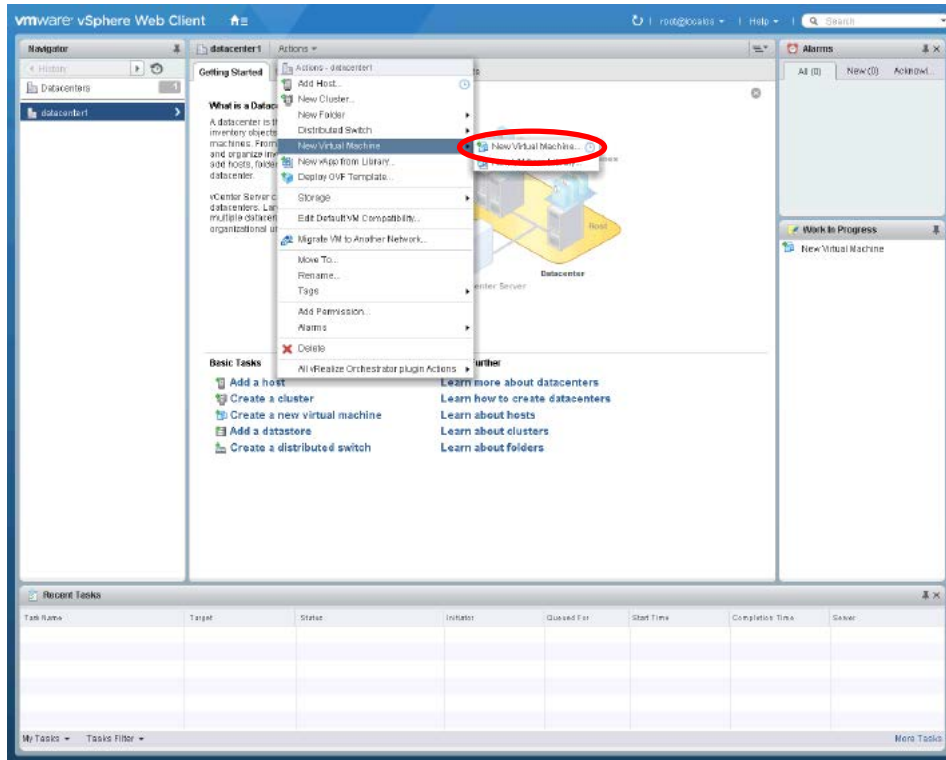 vmware vSphere Web Client
root@localos
Help
Search
Navigator
History
Datacenters
1
datacenter1
datacenter1 Actions
Getting Started
Actions - datacenter1
Add Host...
New Cluster...
New Folder
Distributed Switch
New Virtual Machine
New vApp from Library...
Deploy OVF Template...
Storage
Edit Default VM Compatibility...
Migrate VM to Another Network...
Move To...
Rename...
Tags
Add Permission...
Alarms
Delete
All vRealize Orchestrator plugin Actions
New Virtual Machine...
What is a Datac
A datacenter is th
inventory objects
machines. From
and organize inv
add hosts, folder
datacenter.
vCenter Server c
datacenters. Lar
multiple datacen
organizational un
Host
Datacenter
enter Server
Basic Tasks
Add a host
Create a cluster
Create a new virtual machine
Add a datastore
Create a distributed switch
urther
Learn more about datacenters
Learn how to create datacenters
Learn about hosts
Learn about clusters
Learn about folders
Alarms
All (0) New (0) Acknowl...
Work In Progress
New Virtual Machine
Recent Tasks
Task Name Target Status Initiator Queued For Start Time Completion Time Server
My Tasks Tasks Filter More Tasks